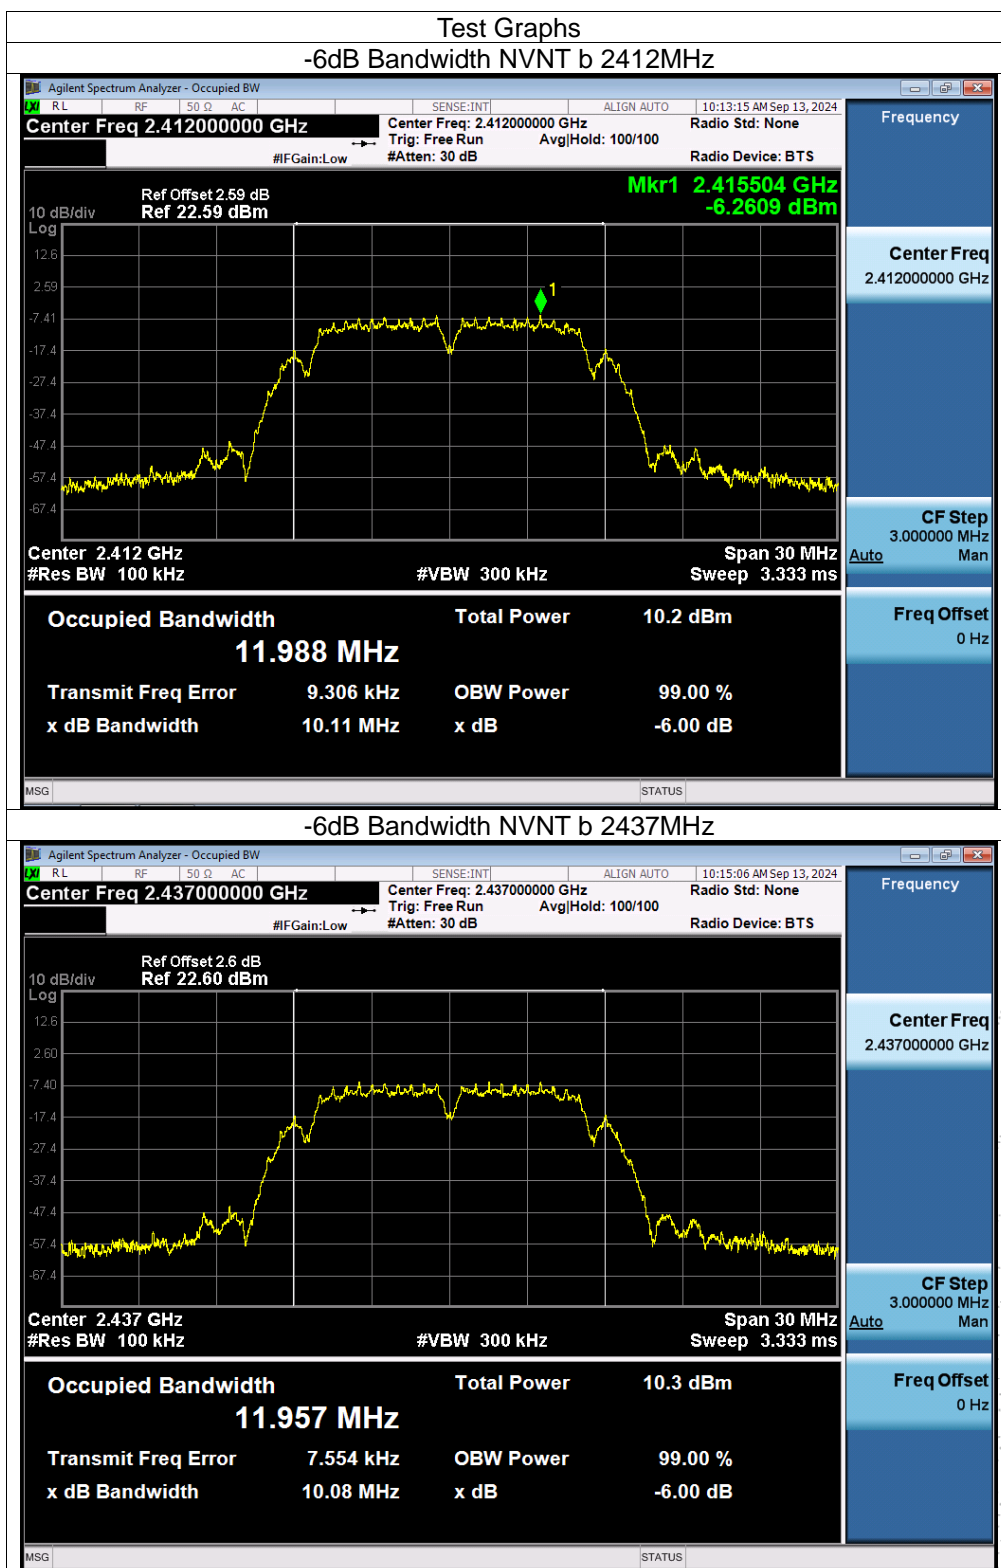 Test Graphs
-6dB Bandwidth NVNT b 2412MHz
Agilent Spectrum Analyzer - Occupied BW
LXI RL RF 50 Ω AC SENSE:INT ALIGN AUTO 10:13:15 AM Sep 13, 2024
Center Freq 2.412000000 GHz Center Freq: 2.412000000 GHz Radio Std: None Frequency
Trig: Free Run Avg|Hold: 100/100
#IFGain:Low #Atten: 30 dB Radio Device: BTS
Mkr1 2.415504 GHz
-6.2609 dBm
Ref Offset 2.59 dB
10 dB/div Ref 22.59 dBm
Log
12.6
2.59
-7.41
-17.4
-27.4
-37.4
-47.4
-57.4
-67.4
1
Center Freq
2.412000000 GHz
CF Step
3.000000 MHz
Auto Man
Center 2.412 GHz Span 30 MHz
#Res BW 100 kHz #VBW 300 kHz Sweep 3.333 ms
Occupied Bandwidth Total Power 10.2 dBm
11.988 MHz
Freq Offset
0 Hz
Transmit Freq Error 9.306 kHz OBW Power 99.00 %
x dB Bandwidth 10.11 MHz x dB -6.00 dB
MSG STATUS
-6dB Bandwidth NVNT b 2437MHz
Agilent Spectrum Analyzer - Occupied BW
LXI RL RF 50 Ω AC SENSE:INT ALIGN AUTO 10:15:06 AM Sep 13, 2024
Center Freq 2.437000000 GHz Center Freq: 2.437000000 GHz Radio Std: None Frequency
Trig: Free Run Avg|Hold: 100/100
#IFGain:Low #Atten: 30 dB Radio Device: BTS
Ref Offset 2.6 dB
10 dB/div Ref 22.60 dBm
Log
12.6
2.60
-7.40
-17.4
-27.4
-37.4
-47.4
-57.4
-67.4
Center Freq
2.437000000 GHz
CF Step
3.000000 MHz
Auto Man
Center 2.437 GHz Span 30 MHz
#Res BW 100 kHz #VBW 300 kHz Sweep 3.333 ms
Occupied Bandwidth Total Power 10.3 dBm
11.957 MHz
Freq Offset
0 Hz
Transmit Freq Error 7.554 kHz OBW Power 99.00 %
x dB Bandwidth 10.08 MHz x dB -6.00 dB
MSG STATUS